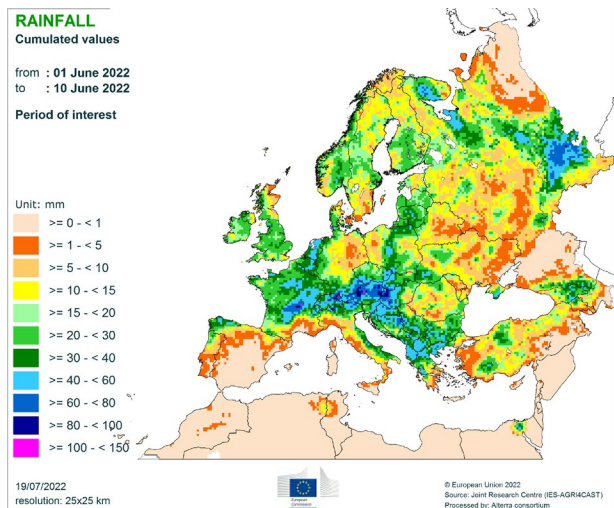 RAINFALL
Cumulated values
from : 01 June 2022
to : 10 June 2022
Period of interest
Unit: mm
>= 0 - < 1
>= 1 - < 5
>= 5 - < 10
>= 10 - < 15
>= 15 - < 20
>= 20 - < 30
>= 30 - < 40
>= 40 - < 60
>= 60 - < 80
>= 80 - < 100
>= 100 - < 150
19/07/2022
resolution: 25x25 km
European
Commission
© European Union 2022
Source: Joint Research Centre (IES-AGRI4CAST)
Processed by: Alterra consortium